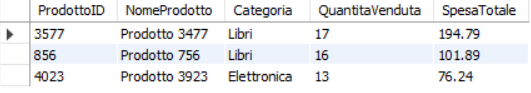 ProdottoID NomeProdotto Categoria QuantitaVenduta SpesaTotale
3577 Prodotto 3477 Libri 17 194.79
856 Prodotto 756 Libri 16 101.89
4023 Prodotto 3923 Elettronica 13 76.24